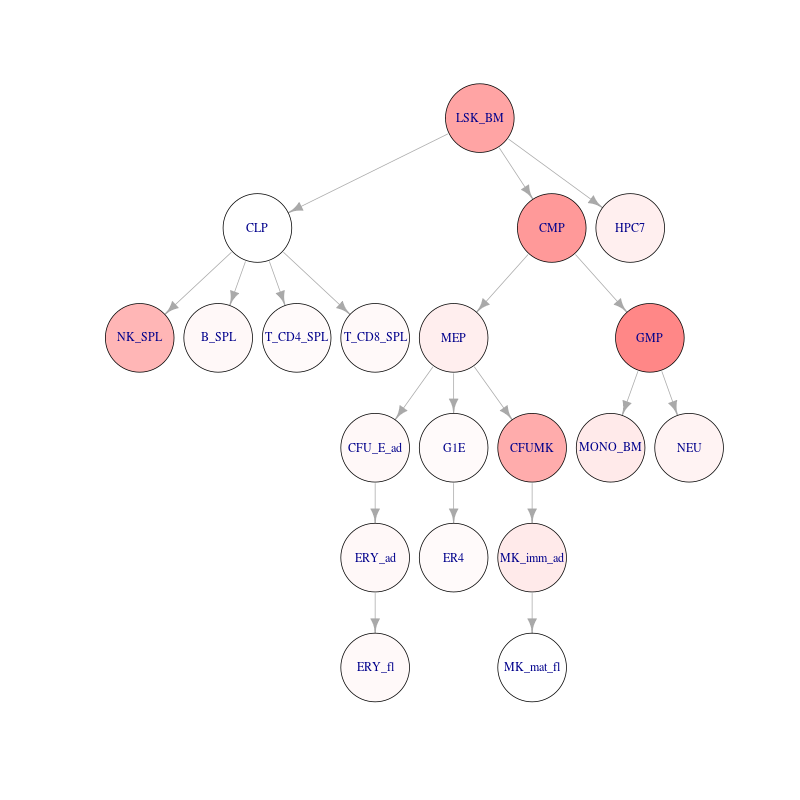 LSK_BM
CLP
CMP
HPC7
NK_SPL
B_SPL
T_CD4_SPL
T_CD8_SPL
MEP
GMP
CFU_E_ad
G1E
CFUMK
MONO_BM
NEU
ERY_ad
ER4
MK_imm_ad
ERY_fl
MK_mat_fl